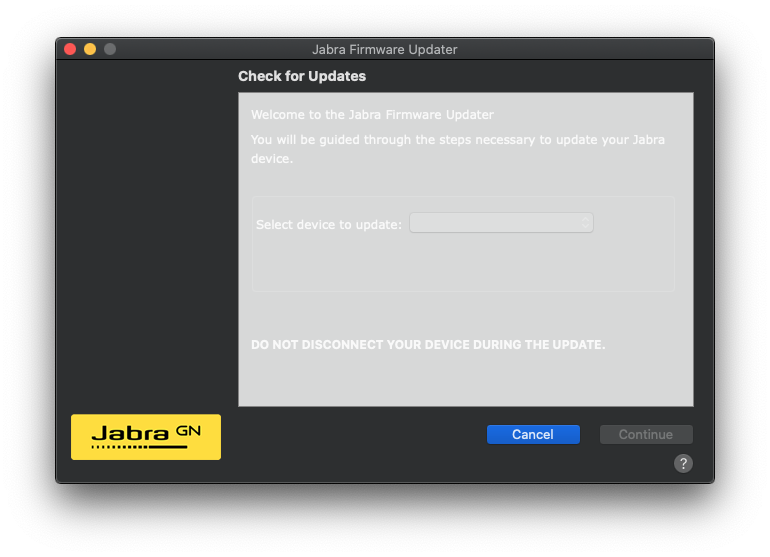 Jabra Firmware Updater
Check for Updates
Welcome to the Jabra Firmware Updater
You will be guided through the steps necessary to update your Jabra
device.
Select device to update:
DO NOT DISCONNECT YOUR DEVICE DURING THE UPDATE.
Jabra GN
Cancel
Continue
?